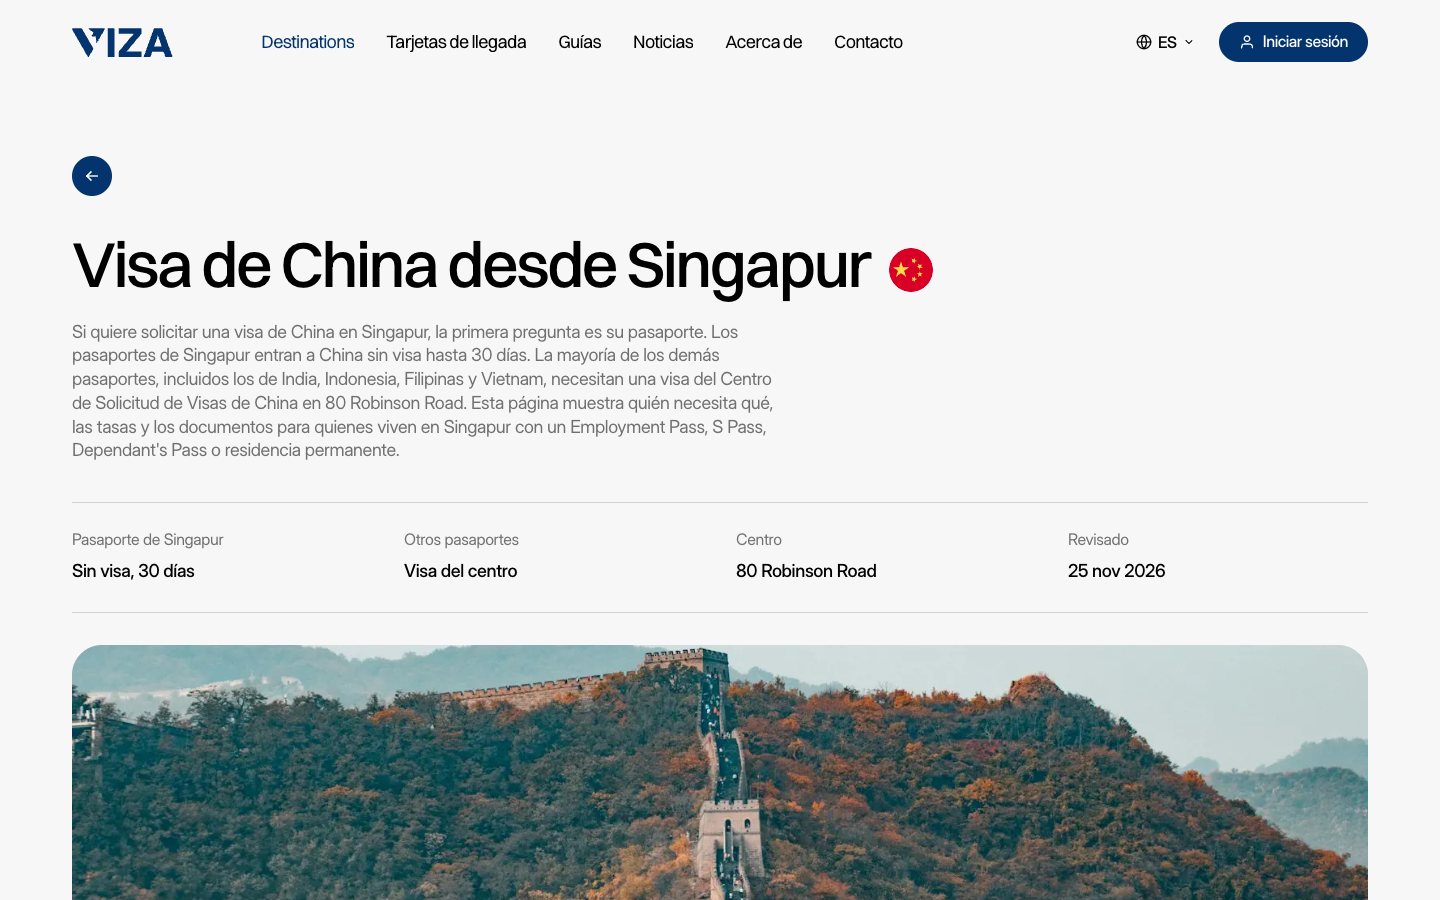 VIZA
Destinations
Tarjetas de llegada
Guías
Noticias
Acerca de
Contacto
ES
Iniciar sesión
Visa de China desde Singapur
Si quiere solicitar una visa de China en Singapur, la primera pregunta es su pasaporte. Los
pasaportes de Singapur entran a China sin visa hasta 30 días. La mayoría de los demás
pasaportes, incluidos los de India, Indonesia, Filipinas y Vietnam, necesitan una visa del Centro
de Solicitud de Visas de China en 80 Robinson Road. Esta página muestra quién necesita qué,
las tasas y los documentos para quienes viven en Singapur con un Employment Pass, S Pass,
Dependant's Pass o residencia permanente.
Pasaporte de Singapur
Sin visa, 30 días
Otros pasaportes
Visa del centro
Centro
80 Robinson Road
Revisado
25 nov 2026